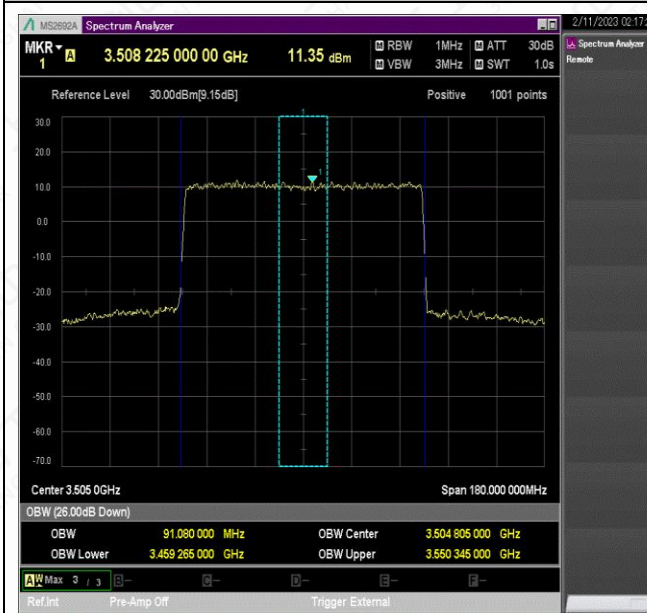 MS2692A Spectrum Analyzer
2/11/2023 02:17:
MKR 1 A 3.508 225 000 00 GHz 11.35 dBm
RBW 1MHz ATT 30dB
VBW 3MHz SWT 1.0s
Spectrum Analyzer
Remote
Reference Level 30.00dBm[9.15dB] Positive 1001 points
30.0
20.0
10.0
0.0
-10.0
-20.0
-30.0
-40.0
-50.0
-60.0
-70.0
1
Center 3.505 0GHz Span 180.000 000MHz
OBW (26.00dB Down)
OBW 91.080 000 MHz OBW Center 3.504 805 000 GHz
OBW Lower 3.459 265 000 GHz OBW Upper 3.550 345 000 GHz
A W Max 3 / 3 B- C- D- E- F-
Ref.Int Pre-Amp Off Trigger External